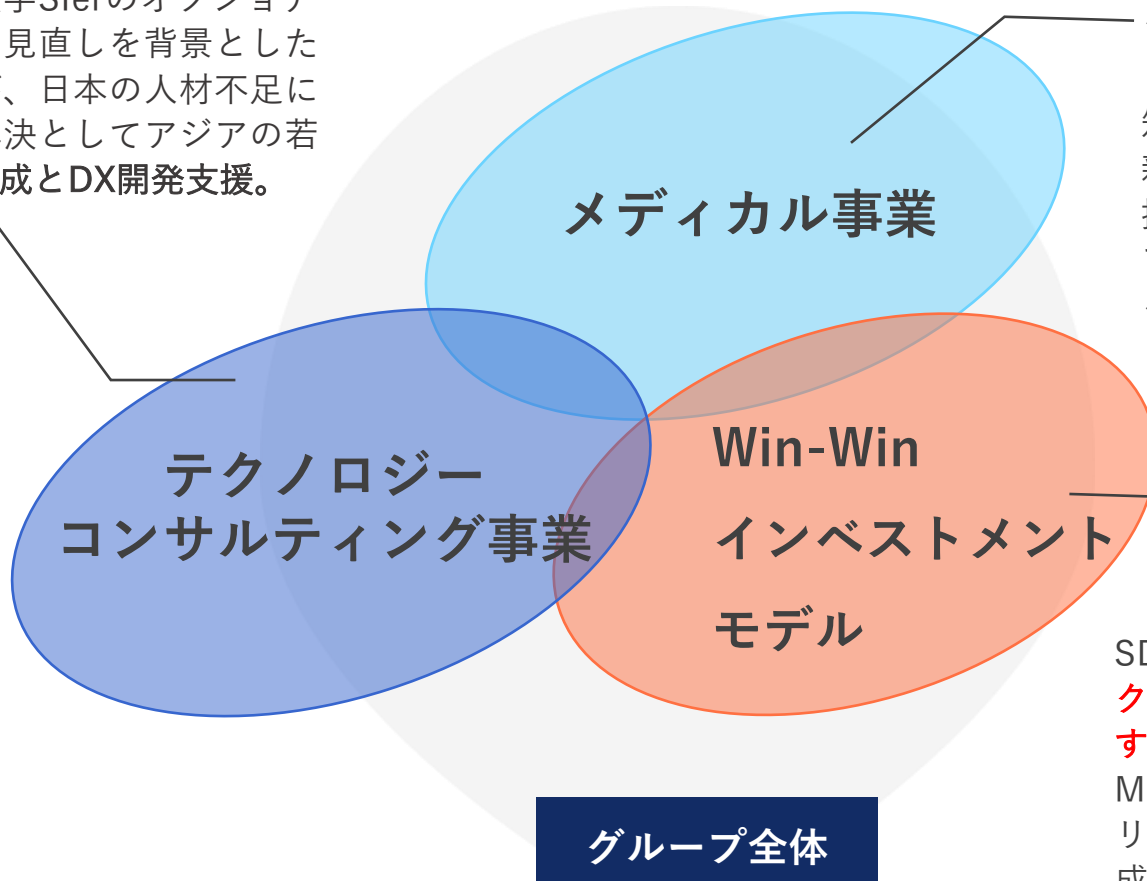 見直しを背景とした
、日本の人材不足に
決としてアジアの若
成とDX開発支援。
メディカル事業
テクノロジー
コンサルティング事業
Win-Win
インベストメント
モデル
グループ全体